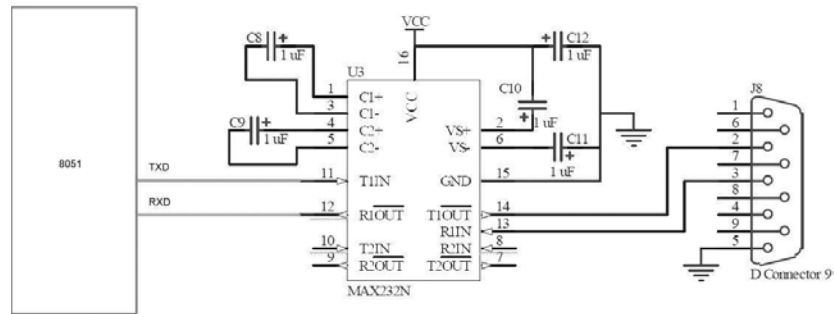 8051
TXD
RXD
C8
+
1 uF
C9
+
1 uF
U3
1
3
4
5
11
12
10
9
C1+
C1-
C2+
C2-
T1IN
R1OUT
T2IN
R2OUT
MAX232N
VCC
16
VCC
VS+
VS-
GND
T1OUT
R1IN
R2IN
T2OUT
2
6
15
14
13
8
7
C10
+
1 uF
+
C12
1 uF
C11
+
1 uF
J8
1
6
2
7
3
8
4
9
5
D Connector 9